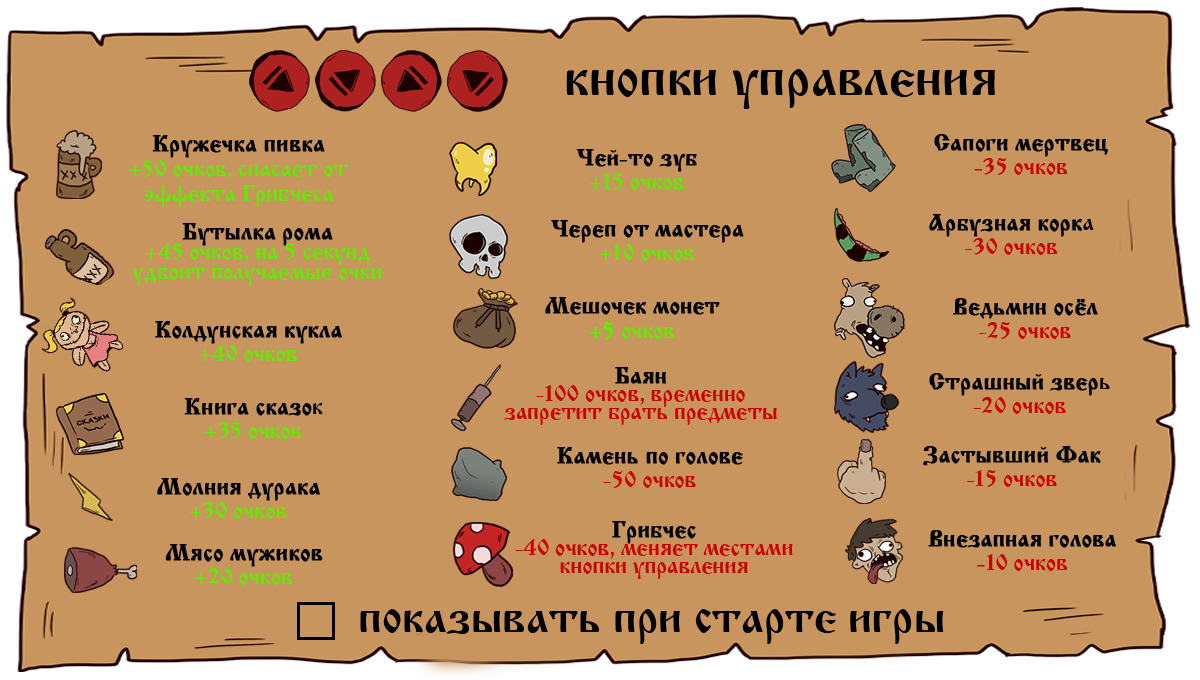 кнопки управления
Кружечка пивка
+50 очков, спасает от
эффекта Грибчеса
Бутылка рома
+45 очков, на 5 секунд
удвоит получаемые очки
Колдунская кукла
+40 очков
Книга сказок
+35 очков
СКАЗКИ
Молния дурака
+30 очков
Мясо мужиков
+20 очков
Чей-то зуб
+15 очков
Череп от мастера
+10 очков
Мешочек монет
+5 очков
Баян
-100 очков, временно
запретит брать предметы
Камень по голове
-50 очков
Грибчес
-40 очков, меняет местами
кнопки управления
Сапоги мертвец
-35 очков
Арбузная корка
-30 очков
Ведьмин осёл
-25 очков
Страшный зверь
-20 очков
Застывший Фак
-15 очков
Внезапная голова
-10 очков
показывать при старте игры